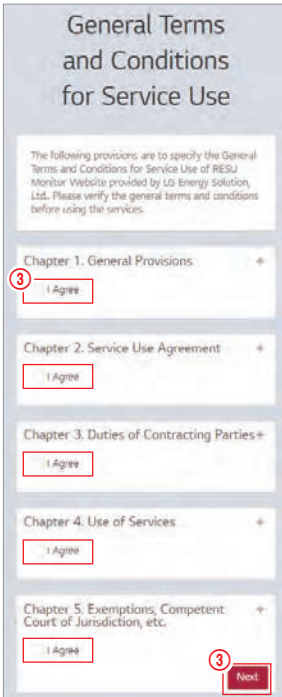 General Terms
and Conditions
for Service Use
The following provisions are to specify the General
Terms and Conditions for Service Use of RESU
Monitor Website provided by LG Energy Solution,
Ltd. Please verify the general terms and conditions
before using the services.
Chapter 1. General Provisions +
③
I Agree
Chapter 2. Service Use Agreement +
I Agree
Chapter 3. Duties of Contracting Parties+
I Agree
Chapter 4. Use of Services +
I Agree
Chapter 5. Exemptions, Competent +
Court of Jurisdiction, etc.
I Agree
③
Next